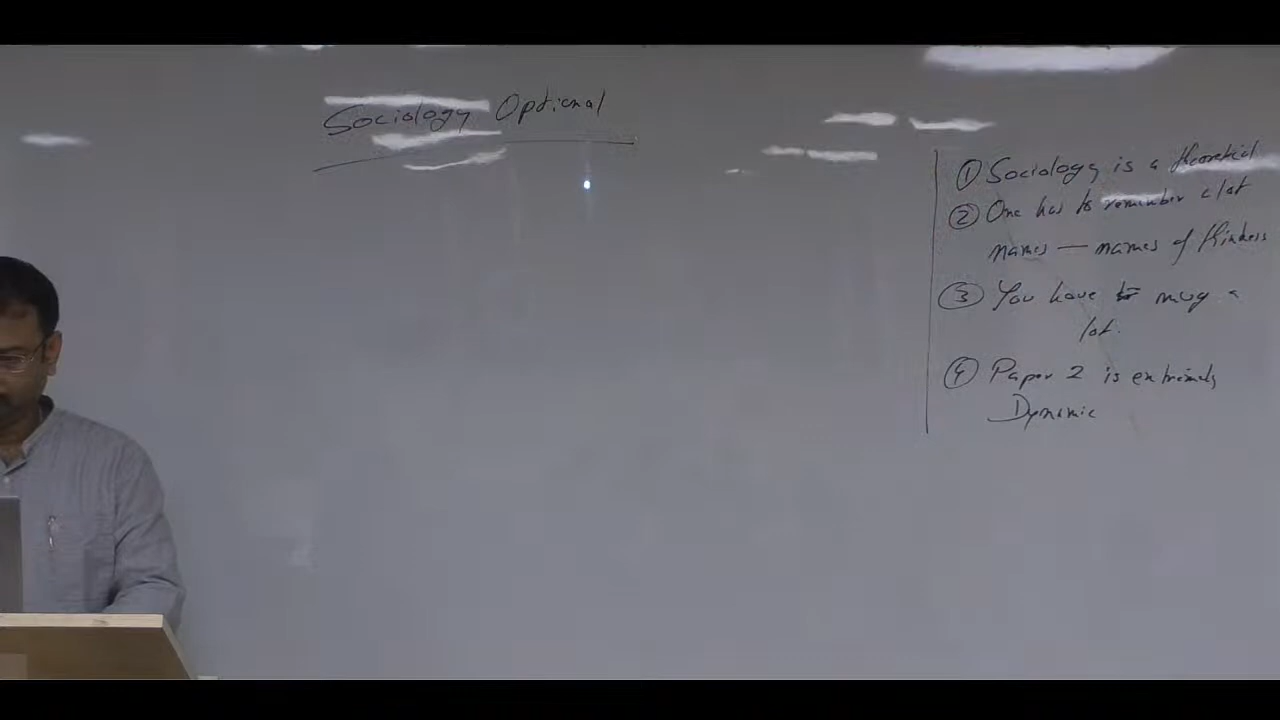 Sociology Optional
① Sociology is a theoretical
② One has to remember a lot
names — names of thinkers
③ You have to mug a
lot.
④ Paper 2 is extremely
Dynamic